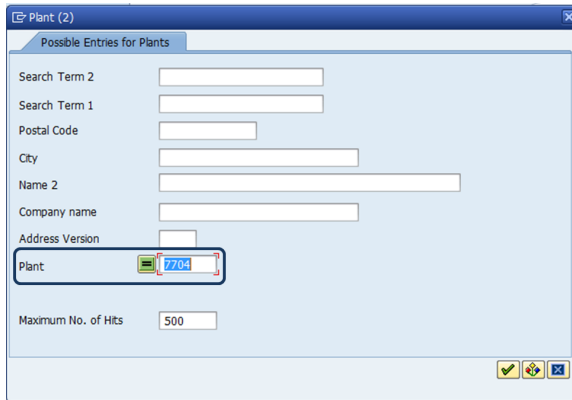 Plant (2)
Possible Entries for Plants
Search Term 2
Search Term 1
Postal Code
City
Name 2
Company name
Address Version
Plant 7704
Maximum No. of Hits 500